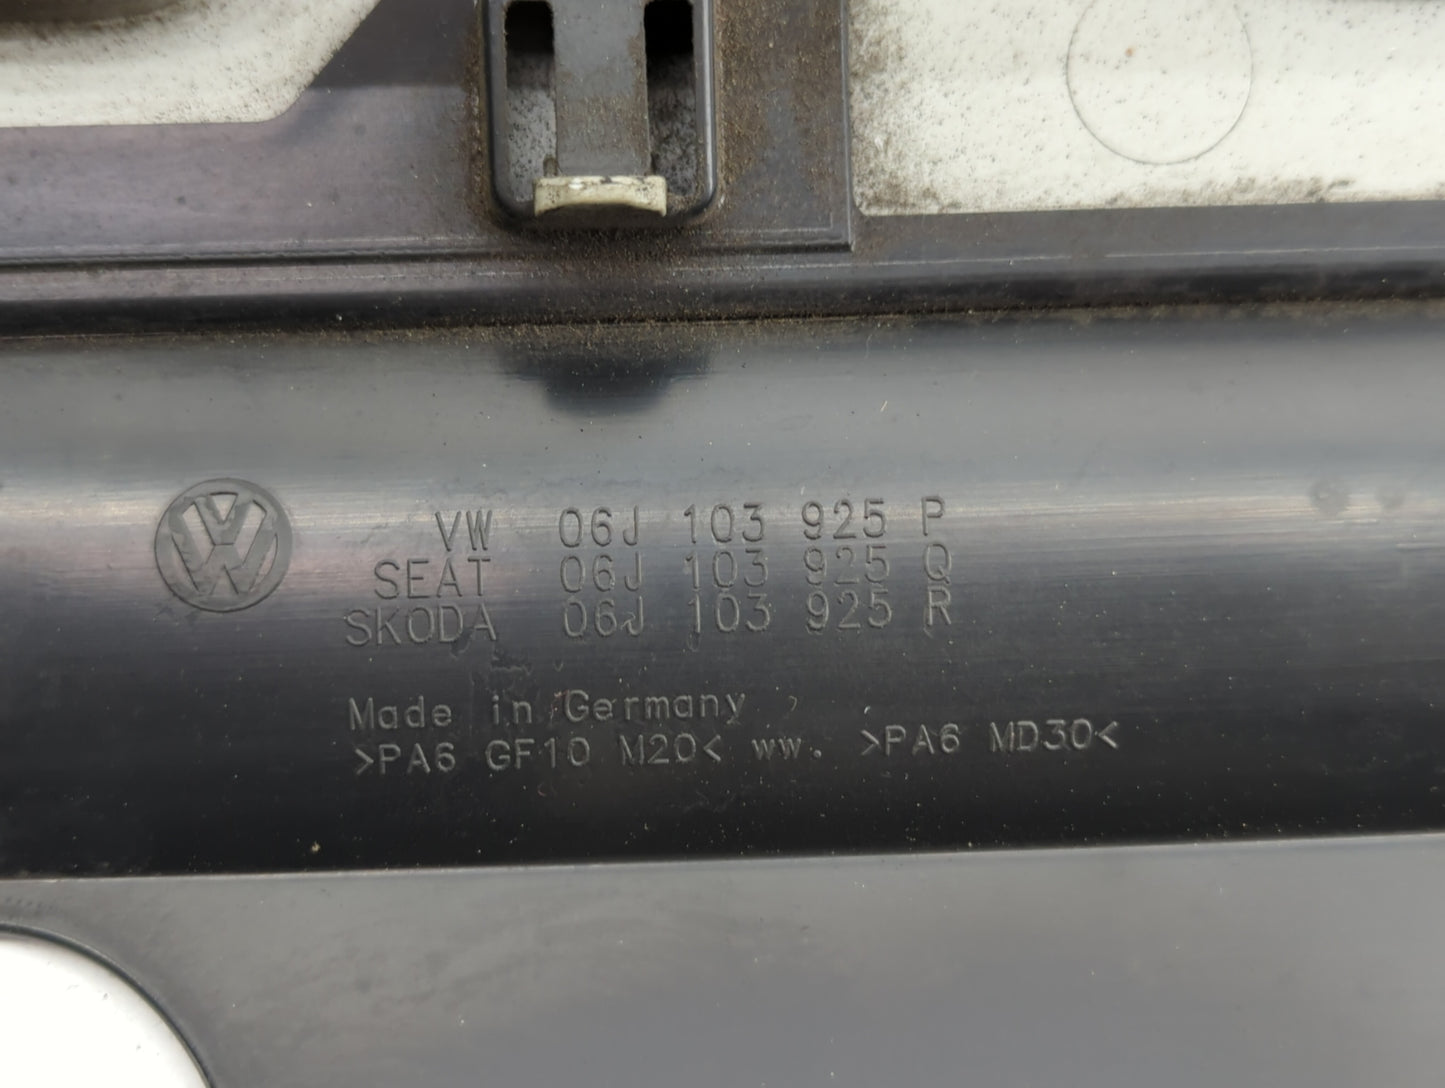 VW 06J 103 925 P
SEAT 06J 103 925 Q
SKODA 06J 103 925 R
Made in Germany
>PA6 GF10 M20< ww. >PA6 MD30<